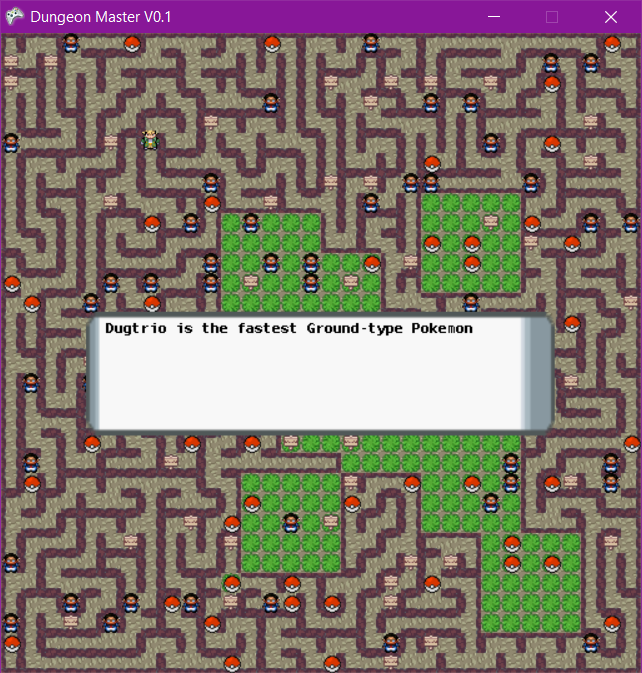 Dungeon Master V0.1
Dugtrio is the fastest Ground-type Pokemon